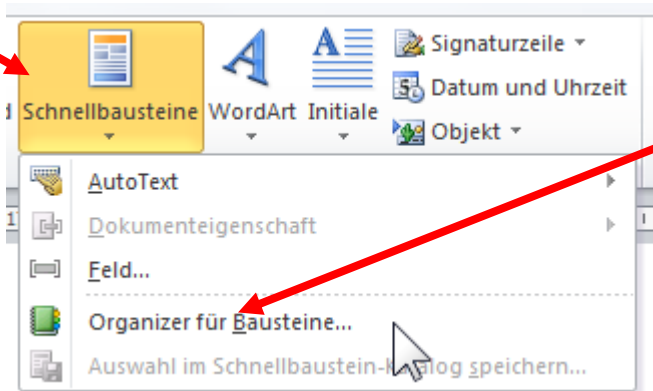 Signaturzeile
Datum und Uhrzeit
Schnellbausteine WordArt Initiale
Objekt
AutoText
Dokumenteigenschaft
Feld...
Organizer für Bausteine...
Auswahl im Schnellbaustein-Katalog speichern...